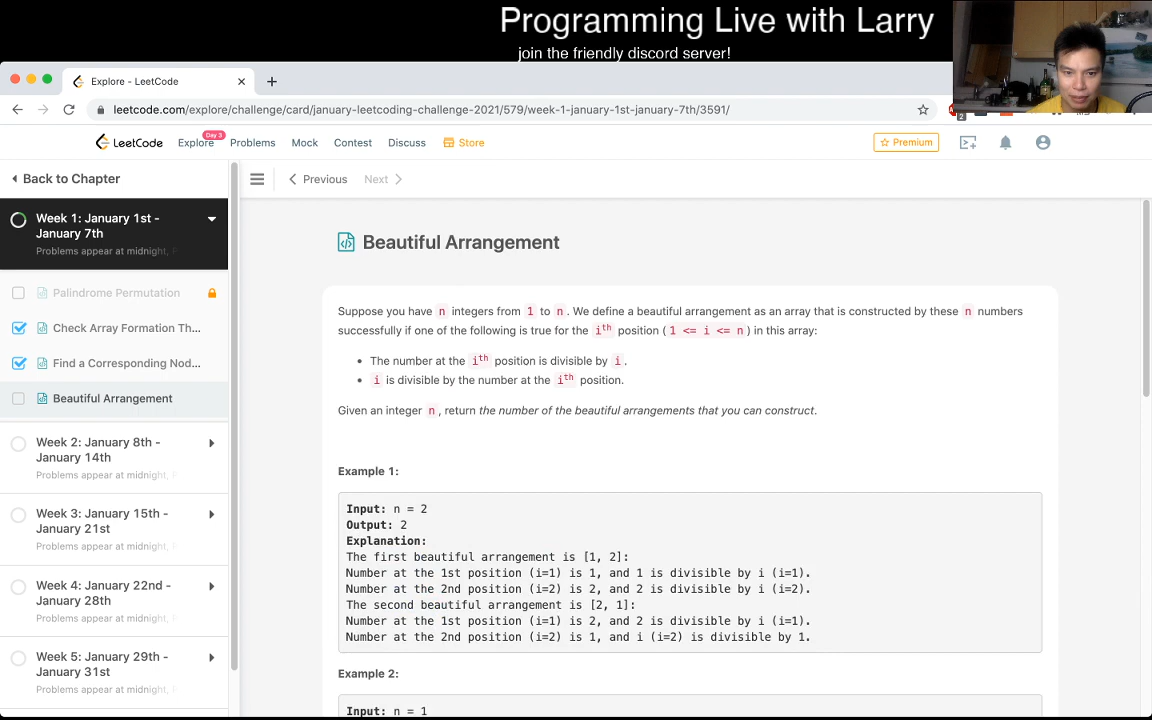 Programming Live with Larry
join the friendly discord server!
Explore - LeetCode
leetcode.com/explore/challenge/card/january-leetcoding-challenge-2021/579/week-1-january-1st-january-7th/3591/
2
LeetCode
Explore
Day 3
Problems
Mock
Contest
Discuss
Store
Premium
Back to Chapter
Previous
Next
Week 1: January 1st -
January 7th
Problems appear at midnight,
Palindrome Permutation
Check Array Formation Th...
Find a Corresponding Nod...
Beautiful Arrangement
Week 2: January 8th -
January 14th
Problems appear at midnight,
Week 3: January 15th -
January 21st
Problems appear at midnight,
Week 4: January 22nd -
January 28th
Problems appear at midnight,
Week 5: January 29th -
January 31st
Problems appear at midnight,
Beautiful Arrangement
Suppose you have n integers from 1 to n. We define a beautiful arrangement as an array that is constructed by these n numbers
successfully if one of the following is true for the ith position (1 <= i <= n) in this array:
• The number at the ith position is divisible by i.
• i is divisible by the number at the ith position.
Given an integer n, return the number of the beautiful arrangements that you can construct.
Example 1:
Input: n = 2
Output: 2
Explanation:
The first beautiful arrangement is [1, 2]:
Number at the 1st position (i=1) is 1, and 1 is divisible by i (i=1).
Number at the 2nd position (i=2) is 2, and 2 is divisible by i (i=2).
The second beautiful arrangement is [2, 1]:
Number at the 1st position (i=1) is 2, and 2 is divisible by i (i=1).
Number at the 2nd position (i=2) is 1, and i (i=2) is divisible by 1.
Example 2:
Input: n = 1